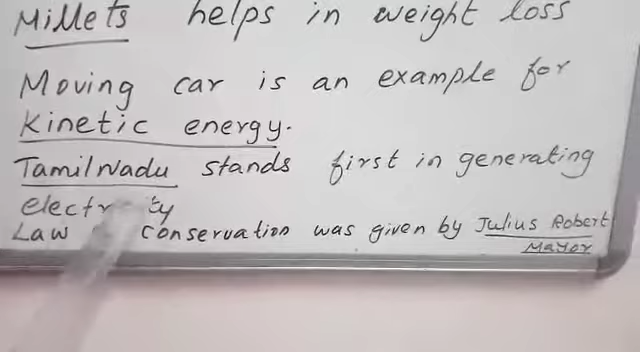 Millets helps in weight loss
Moving car is an example for
Kinetic energy.
TamilNadu stands first in generating
Law conservation was given by Julius Robert
Mayor